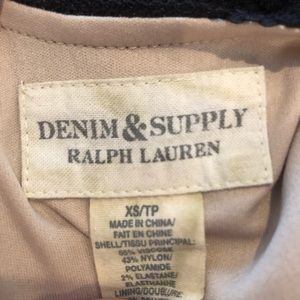 DENIM&SUPPLY
RALPH LAUREN
XS/TP
MADE IN CHINA/
FAIT EN CHINE
SHELL/TISSU PRINCIPAL:
55% VISCOSE
43% NYLON/
POLYAMIDE
2% ELASTANE/
ELASTHANNE
LINING/DOUBLURE